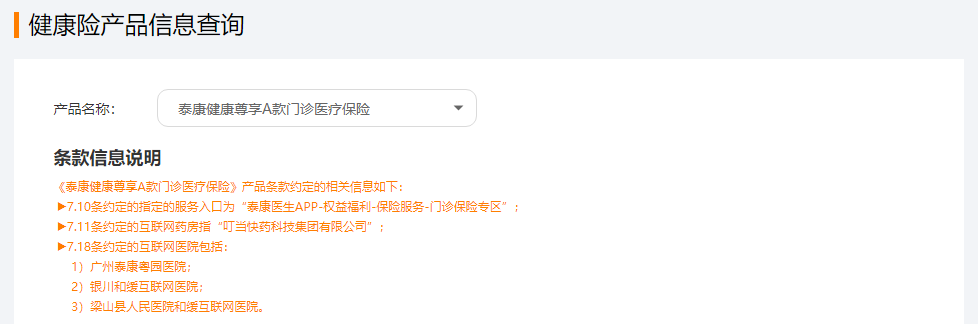 健康险产品信息查询
产品名称： 泰康健康尊享A款门诊医疗保险
条款信息说明
《泰康健康尊享A款门诊医疗保险》产品条款约定的相关信息如下：
▶7.10条约定的指定的服务入口为“泰康医生APP-权益福利-保险服务-门诊保险专区”；
▶7.11条约定的互联网药房指“叮当快药科技集团有限公司”；
▶7.18条约定的互联网医院包括：
1）广州泰康粤园医院；
2）银川和缓互联网医院；
3）梁山县人民医院和缓互联网医院。